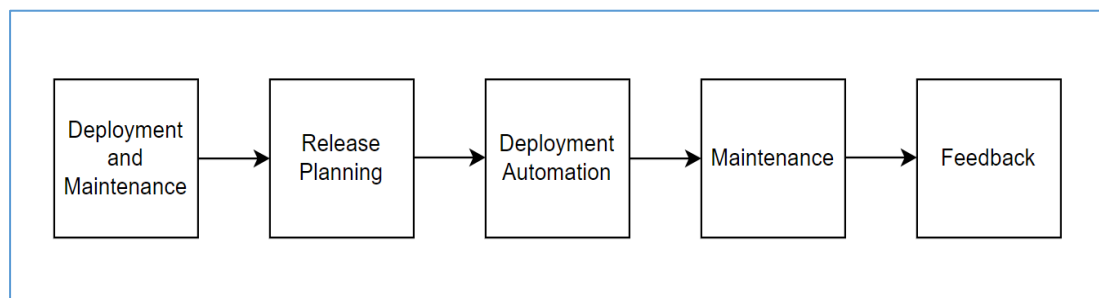 Deployment
and
Maintenance
Release
Planning
Deployment
Automation
Maintenance
Feedback